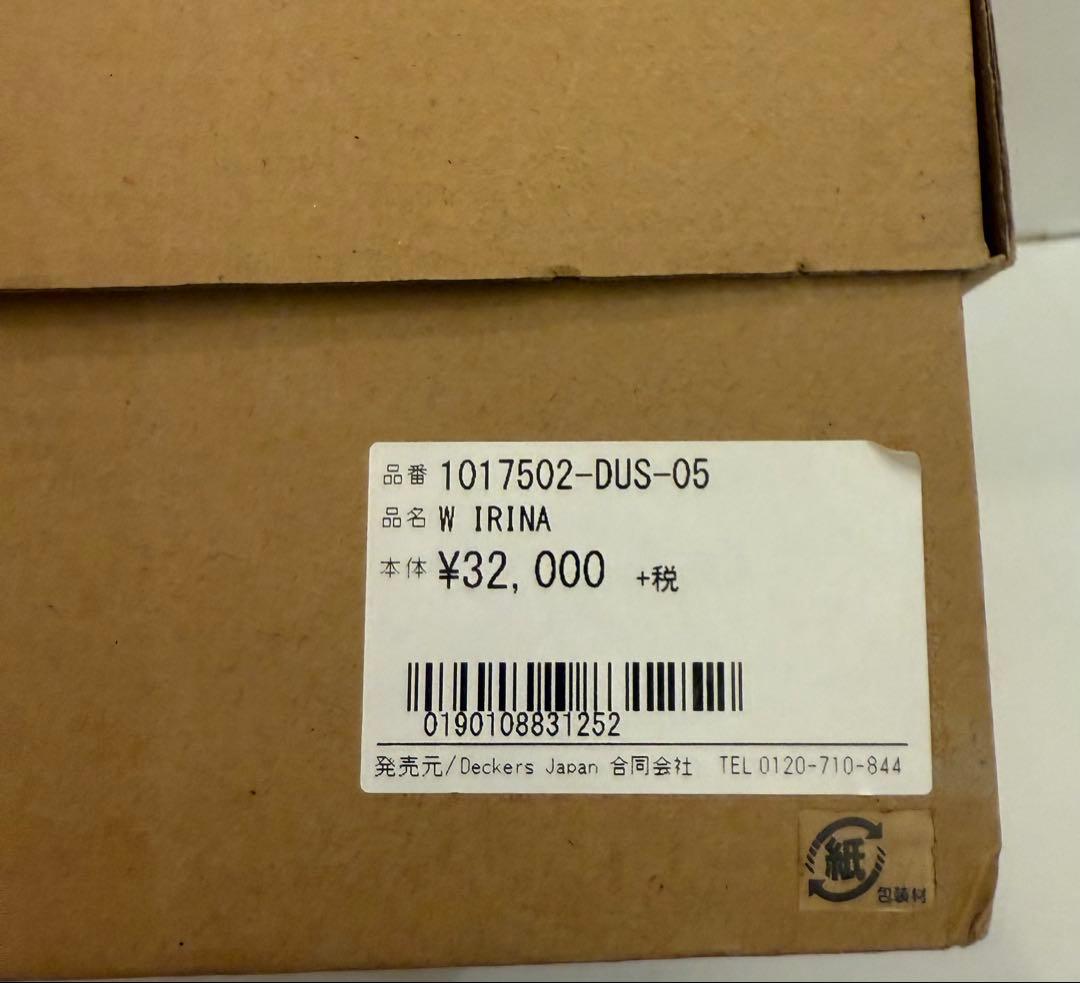 品番 1017502-DUS-05
品名 W IRINA
本体 ¥32,000 +税
0190108831252
発売元/Deckers Japan 合同会社 TEL 0120-710-844
紙
包装材